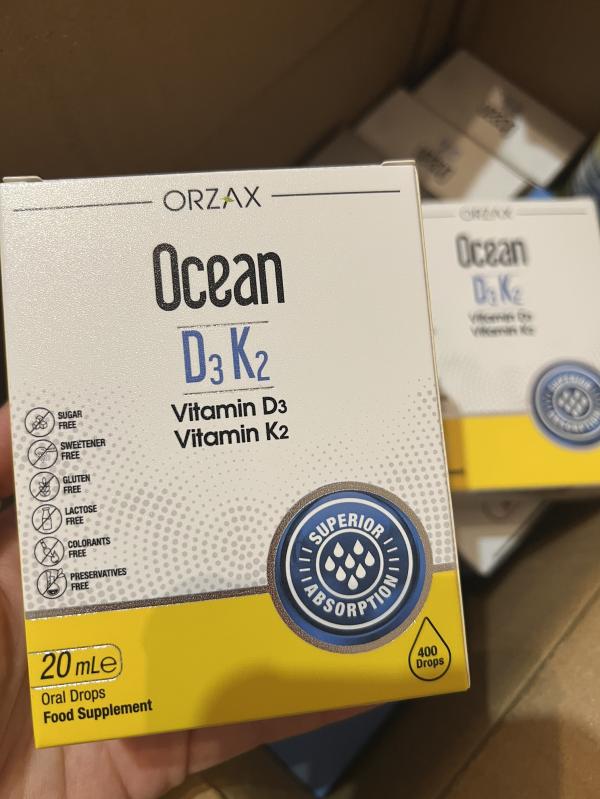 ORZAX
Ocean
D3 K2
Vitamin D3
Vitamin K2
SUGAR
FREE
SWEETENER
FREE
GLUTEN
FREE
LACTOSE
FREE
COLORANTS
FREE
PRESERVATIVES
FREE
SUPERIOR
ABSORPTION
20 mLe
Oral Drops
Food Supplement
400
Drops
ORZAX
Ocean
D3 K2
Vitamin D3
Vitamin K2
SUPERIOR
ABSORPTION